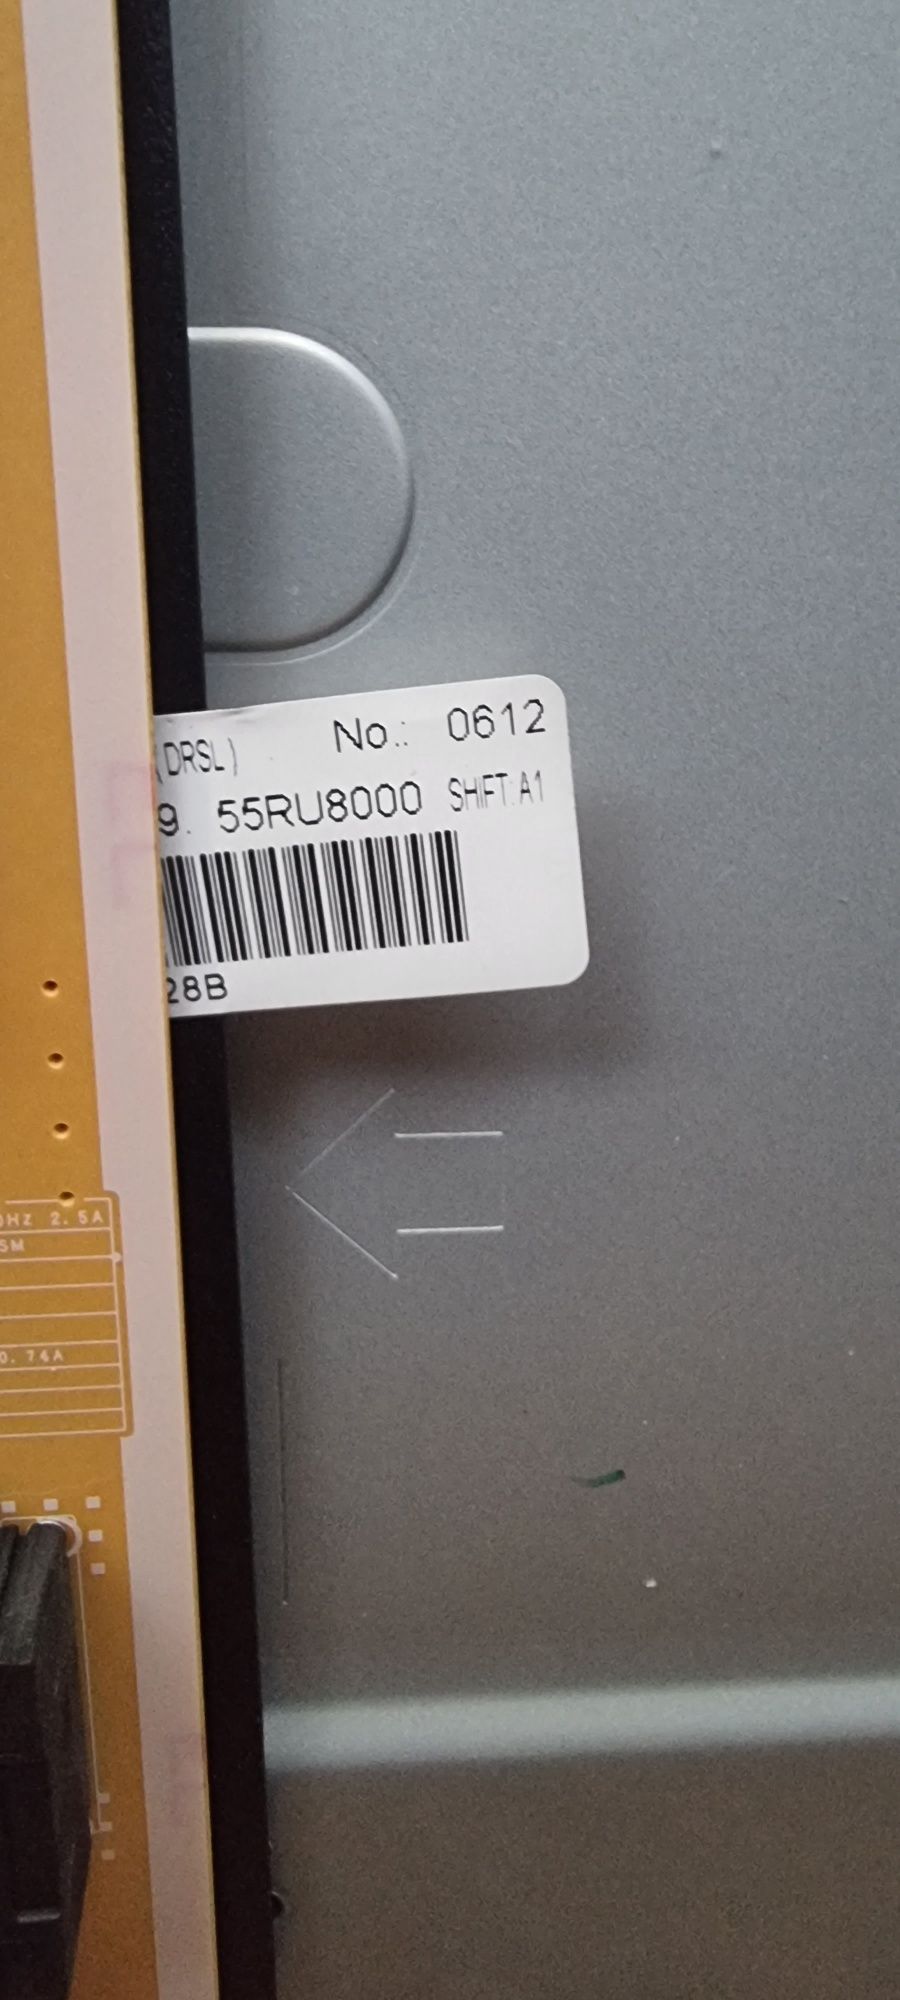 (DRSL) No.: 0612
9. 55RU8000 SHIFT:A1
28B
0Hz 2.5A
SM
0.74A